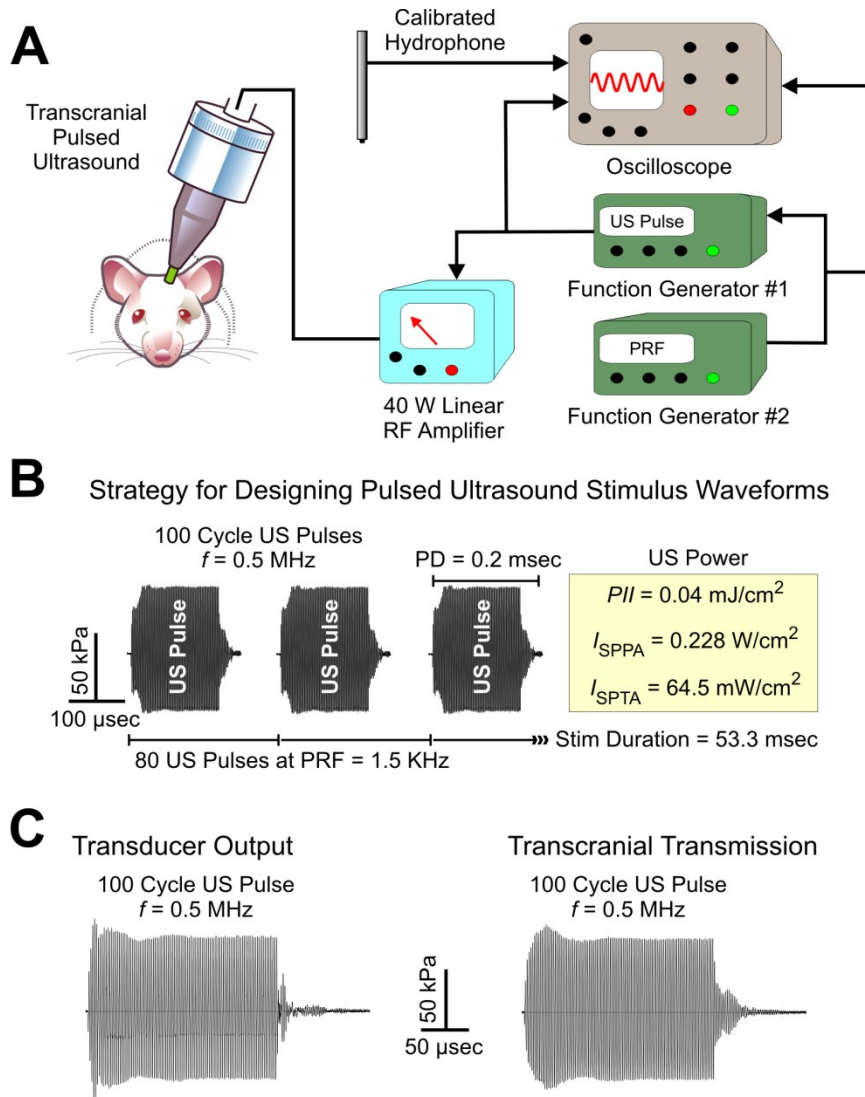 A
Calibrated
Hydrophone
Transcranial
Pulsed
Ultrasound
Oscilloscope
US Pulse
Function Generator #1
PRF
Function Generator #2
40 W Linear
RF Amplifier
B
Strategy for Designing Pulsed Ultrasound Stimulus Waveforms
100 Cycle US Pulses
f = 0.5 MHz
PD = 0.2 msec
US Pulse
US Pulse
US Pulse
50 kPa
100 µsec
80 US Pulses at PRF = 1.5 KHz
US Power
PII = 0.04 mJ/cm²
I_SPPA = 0.228 W/cm²
I_SPTA = 64.5 mW/cm²
Stim Duration = 53.3 msec
C
Transducer Output
100 Cycle US Pulse
f = 0.5 MHz
50 kPa
50 µsec
Transcranial Transmission
100 Cycle US Pulse
f = 0.5 MHz